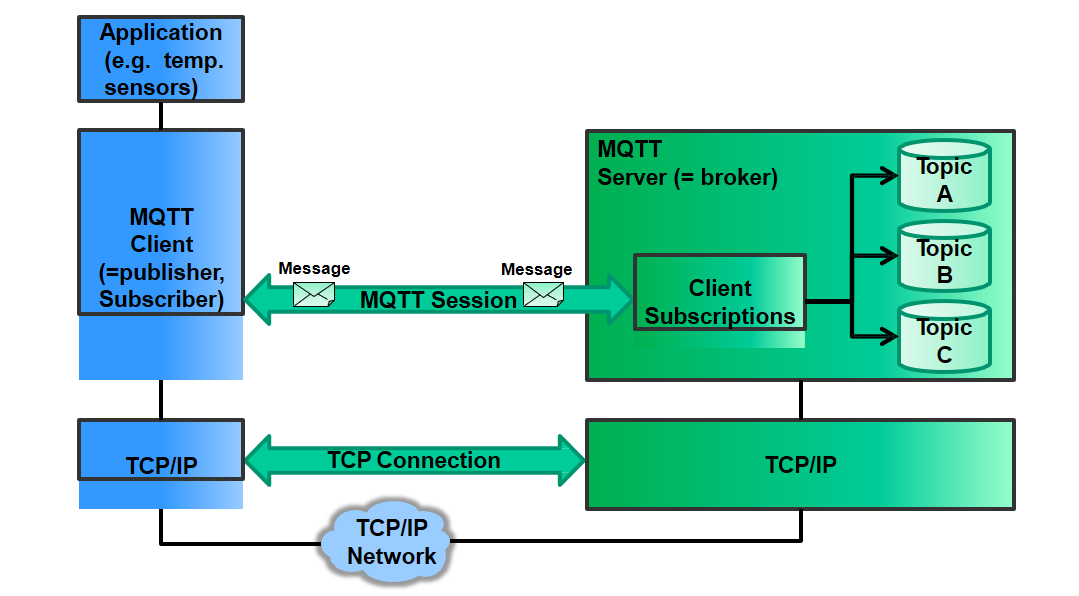 Application
(e.g. temp.
sensors)
MQTT
Client
(=publisher,
Subscriber)
Message
Message
MQTT Session
MQTT
Server (= broker)
Client
Subscriptions
Topic
A
Topic
B
Topic
C
TCP/IP
TCP Connection
TCP/IP
TCP/IP
Network